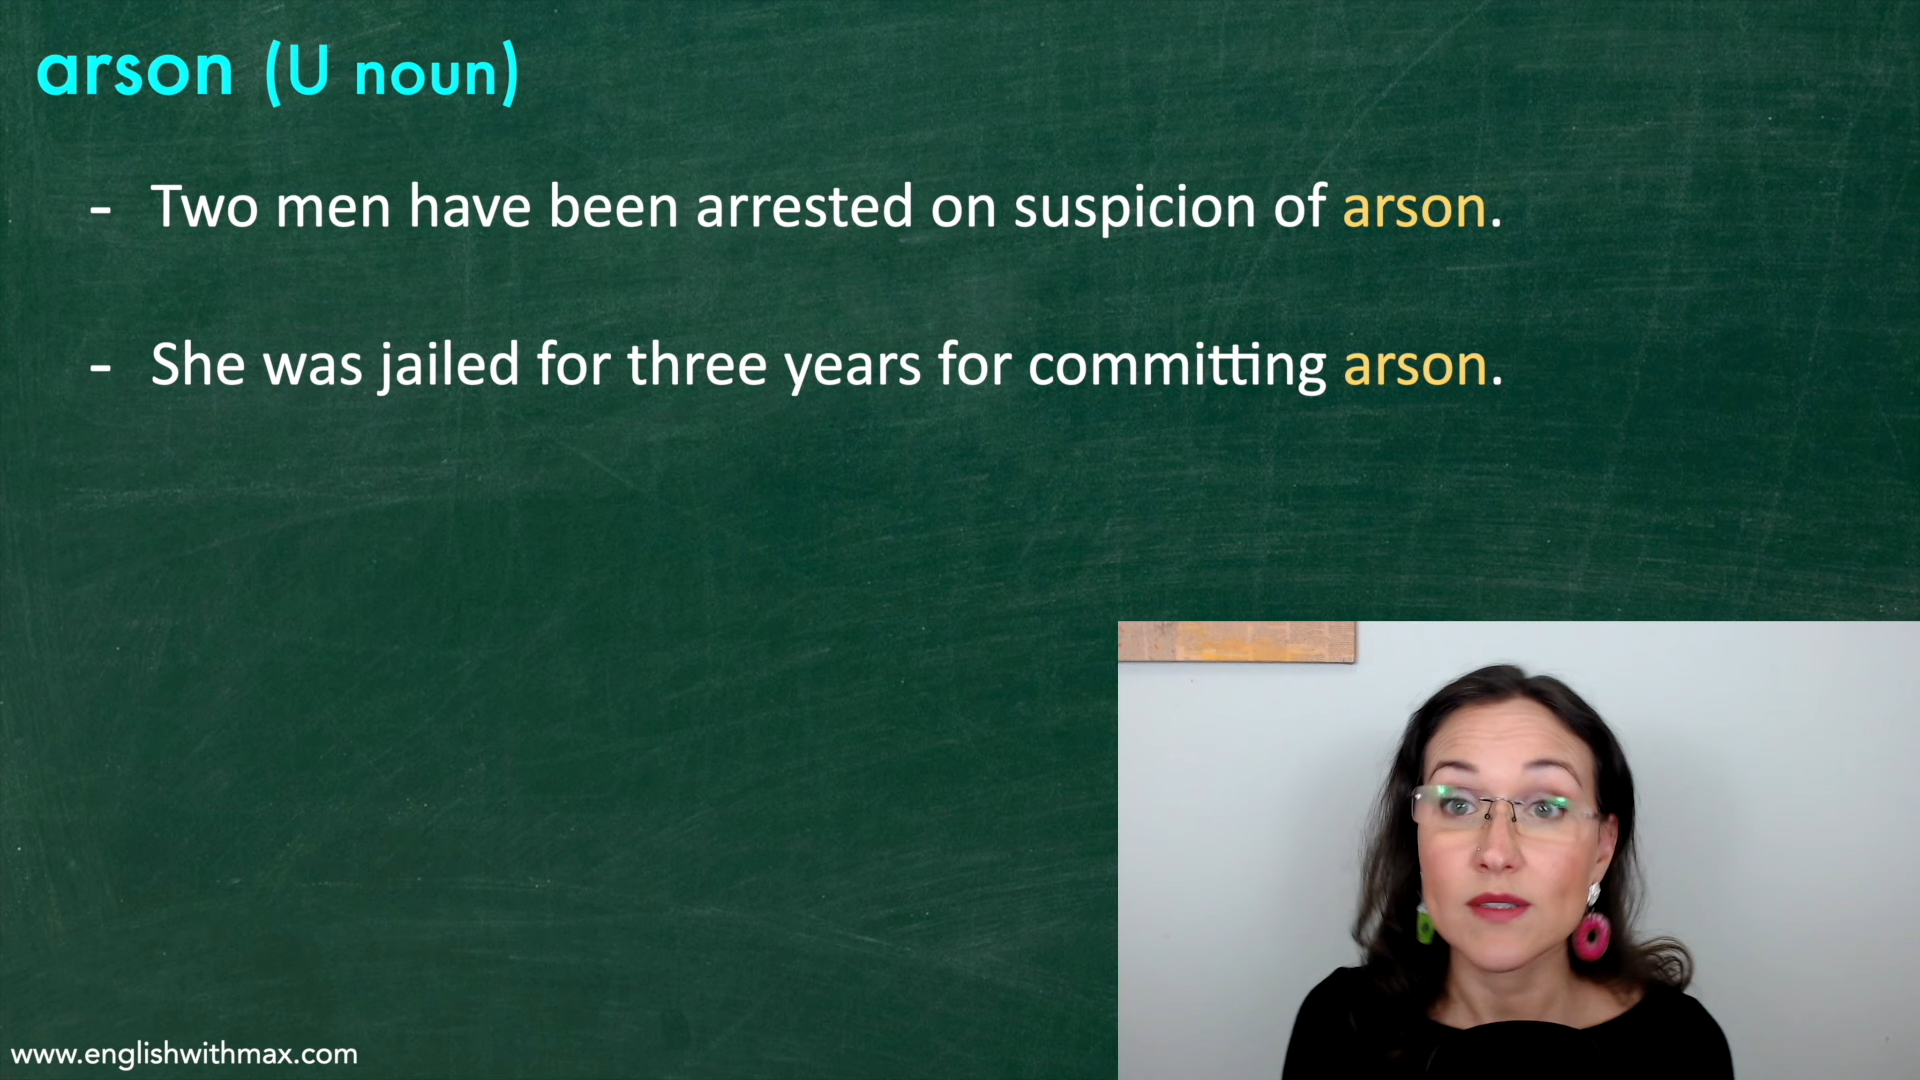 arson (U noun)
- Two men have been arrested on suspicion of arson.
- She was jailed for three years for committing arson.
www.englishwithmax.com